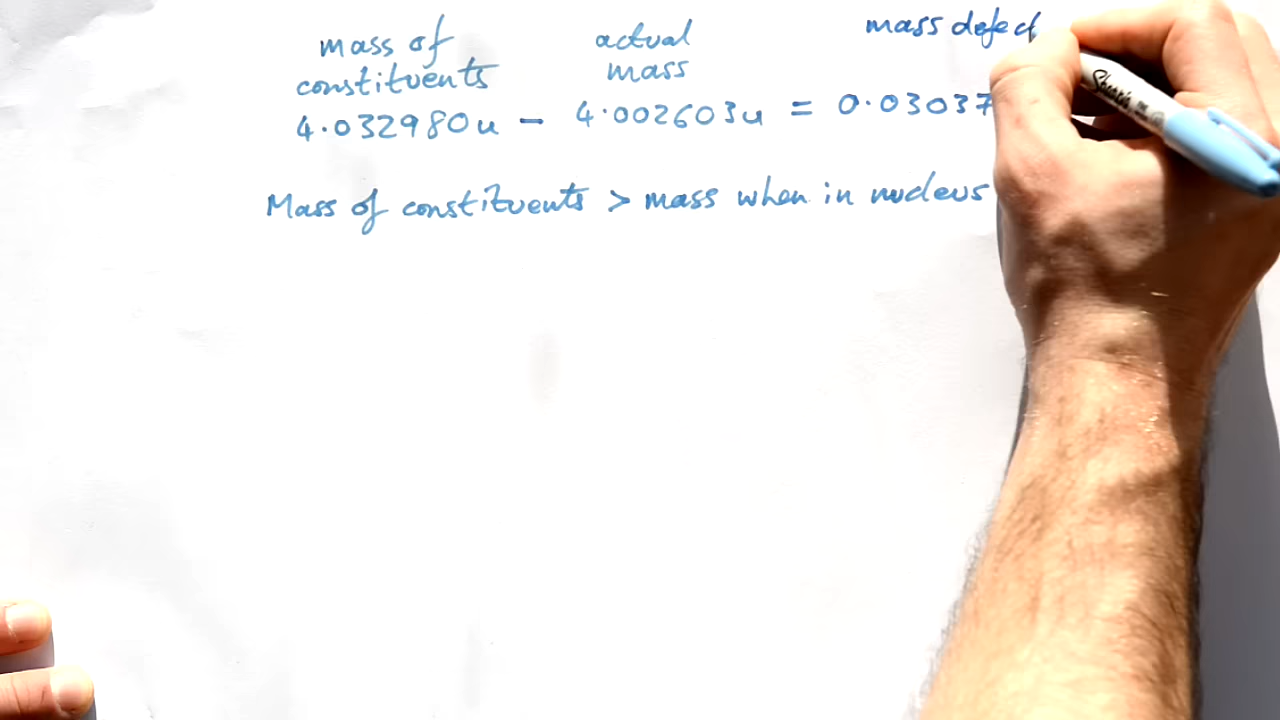 mass of
constituents
actual
mass
mass defect
4.032980u - 4.002603u = 0.03037
Mass of constituents > mass when in nucleus
Sharpie